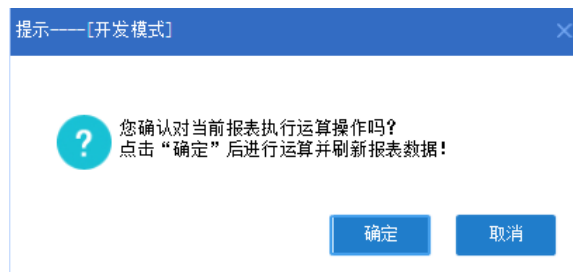 提示----[开发模式]
您确认对当前报表执行运算操作吗?
点击“确定”后进行运算并刷新报表数据!
确定
取消